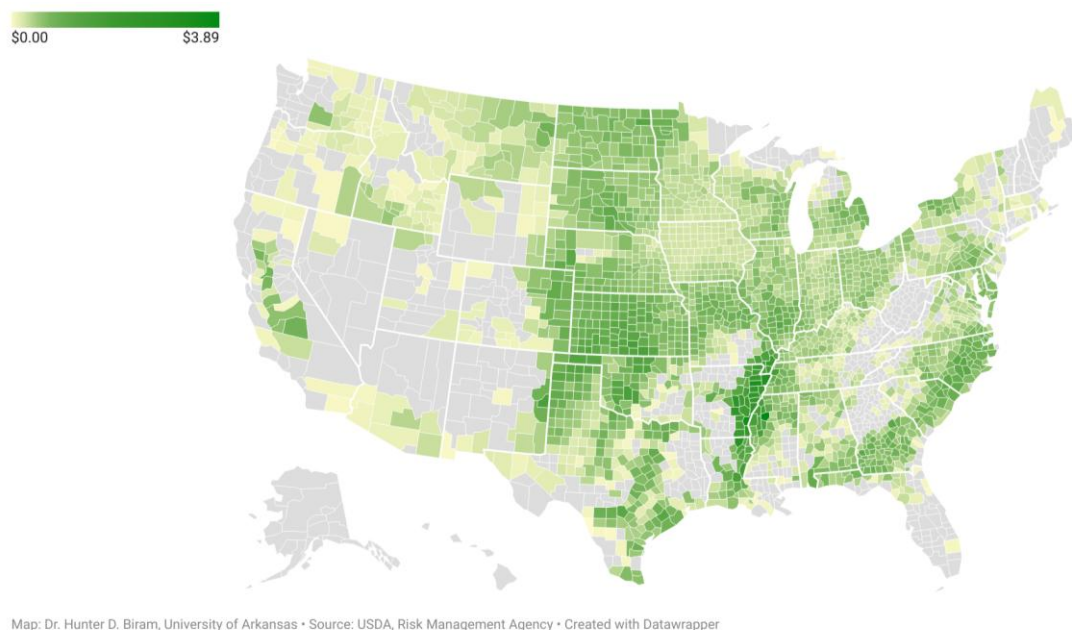 $0.00 $3.89
Map: Dr. Hunter D. Biram, University of Arkansas • Source: USDA, Risk Management Agency • Created with Datawrapper